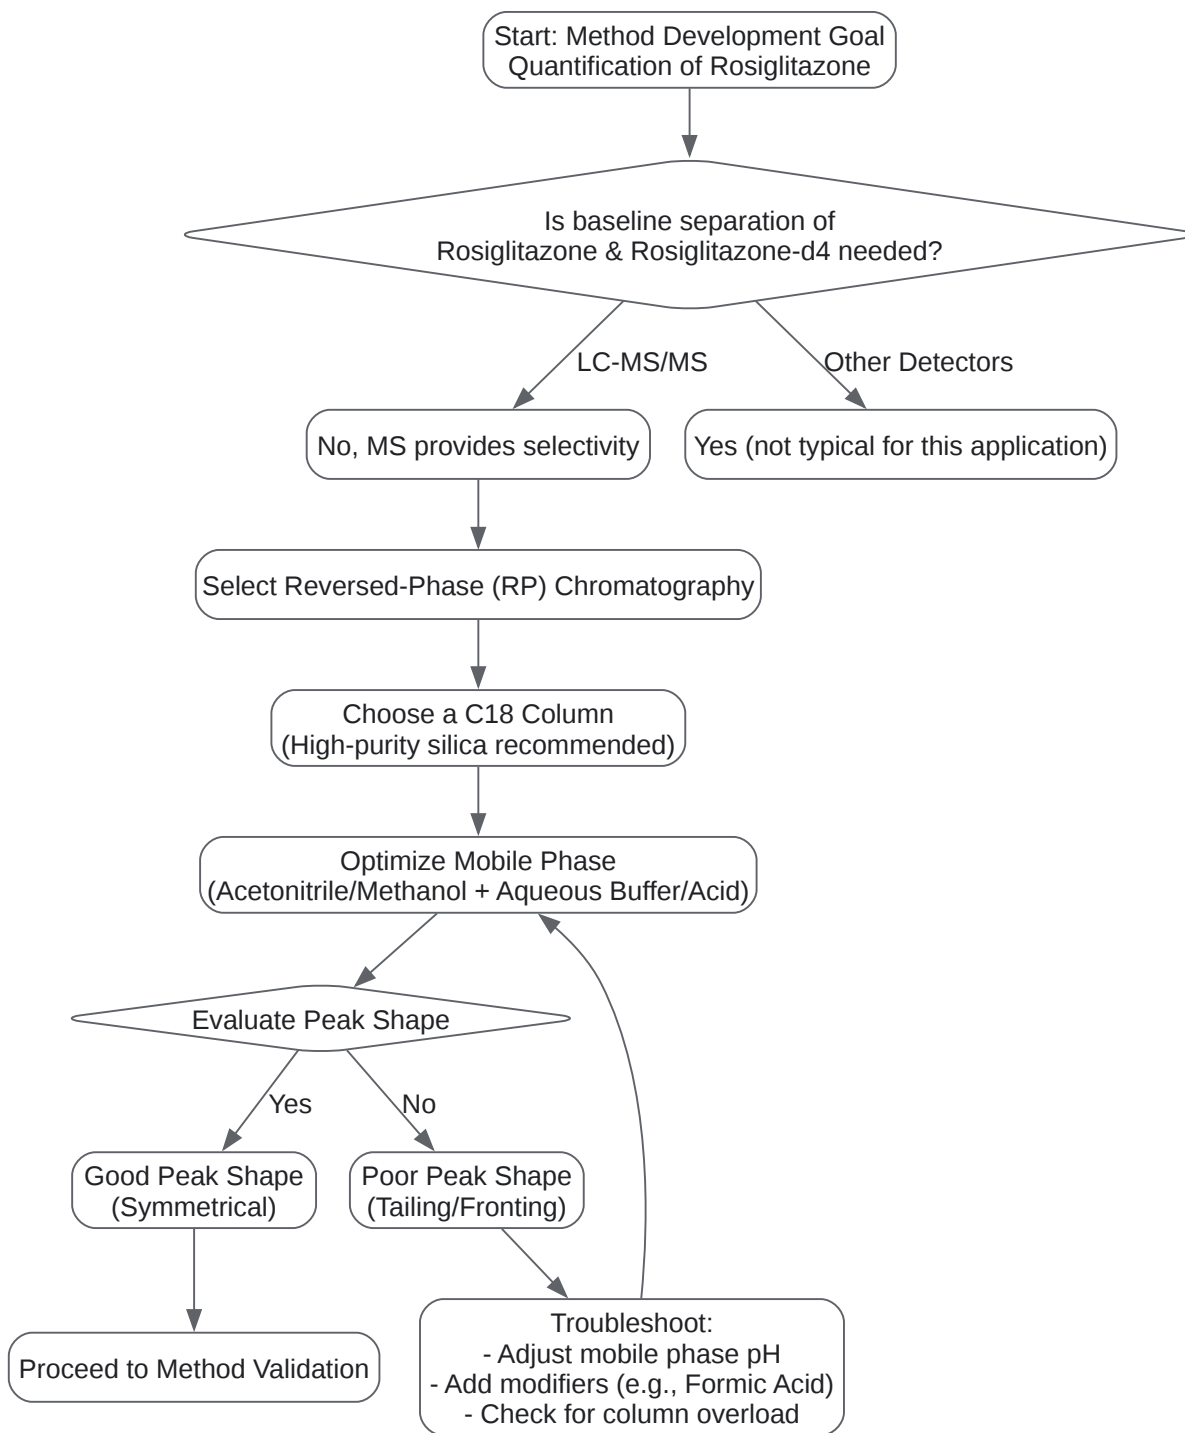 Start: Method Development Goal
Quantification of Rosiglitazone
Is baseline separation of
Rosiglitazone & Rosiglitazone-d4 needed?
LC-MS/MS
Other Detectors
No, MS provides selectivity
Yes (not typical for this application)
Select Reversed-Phase (RP) Chromatography
Choose a C18 Column
(High-purity silica recommended)
Optimize Mobile Phase
(Acetonitrile/Methanol + Aqueous Buffer/Acid)
Evaluate Peak Shape
Yes
No
Good Peak Shape
(Symmetrical)
Poor Peak Shape
(Tailing/Fronting)
Proceed to Method Validation
Troubleshoot:
- Adjust mobile phase pH
- Add modifiers (e.g., Formic Acid)
- Check for column overload